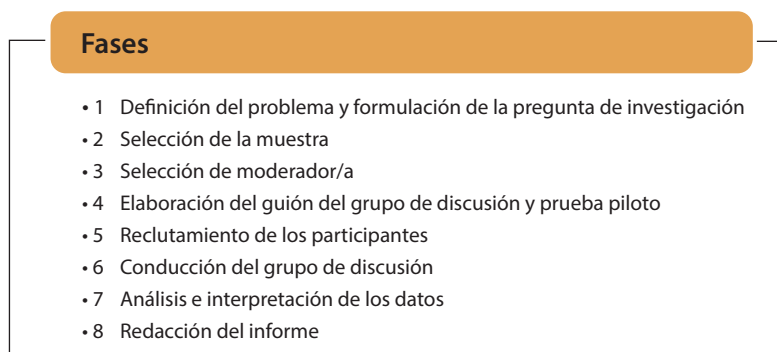 Fases
• 1 Definición del problema y formulación de la pregunta de investigación
• 2 Selección de la muestra
• 3 Selección de moderador/a
• 4 Elaboración del guión del grupo de discusión y prueba piloto
• 5 Reclutamiento de los participantes
• 6 Conducción del grupo de discusión
• 7 Análisis e interpretación de los datos
• 8 Redacción del informe